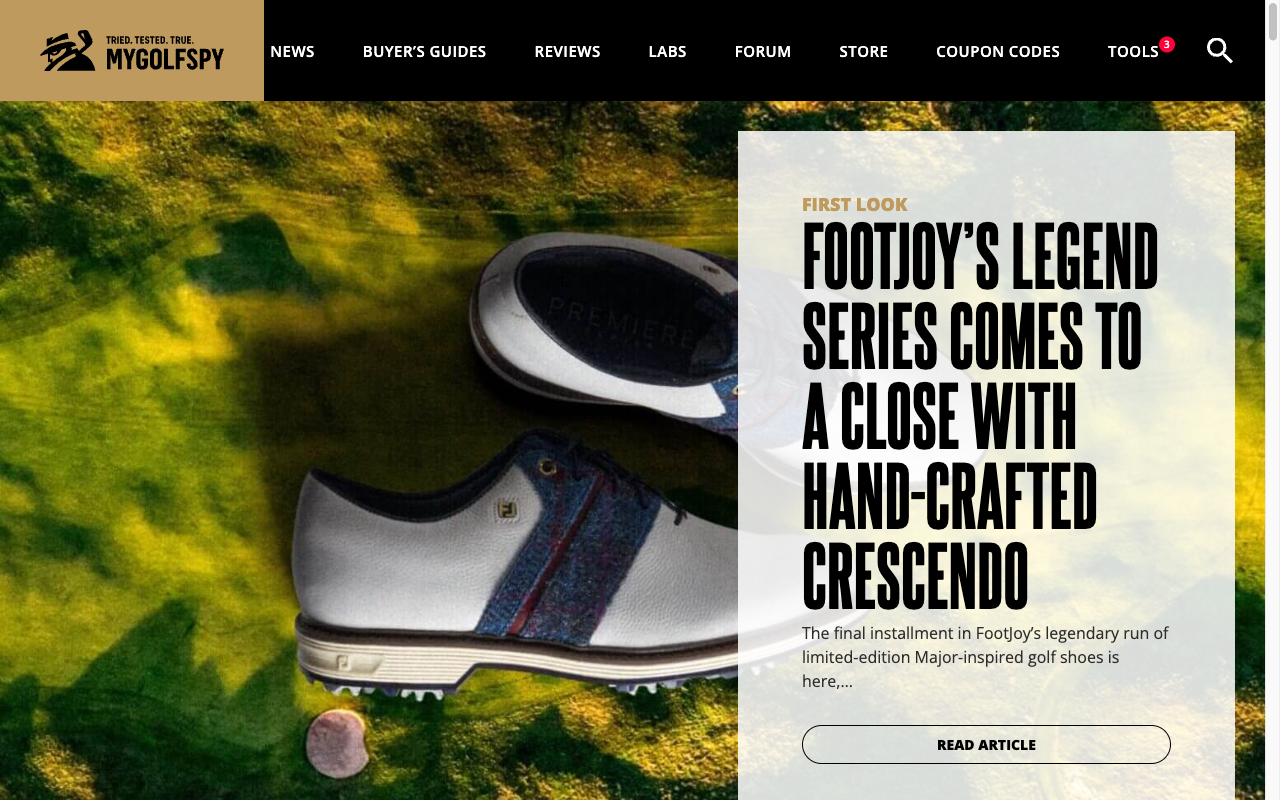 TRIED. TESTED. TRUE.
MYGOLFSPY
NEWS
BUYER'S GUIDES
REVIEWS
LABS
FORUM
STORE
COUPON CODES
TOOLS
3
FIRST LOOK
FOOTJOY’S LEGEND
SERIES COMES TO
A CLOSE WITH
HAND-CRAFTED
CRESCENDO
The final installment in FootJoy’s legendary run of
limited-edition Major-inspired golf shoes is
here,...
READ ARTICLE
PREMIERE
FJ